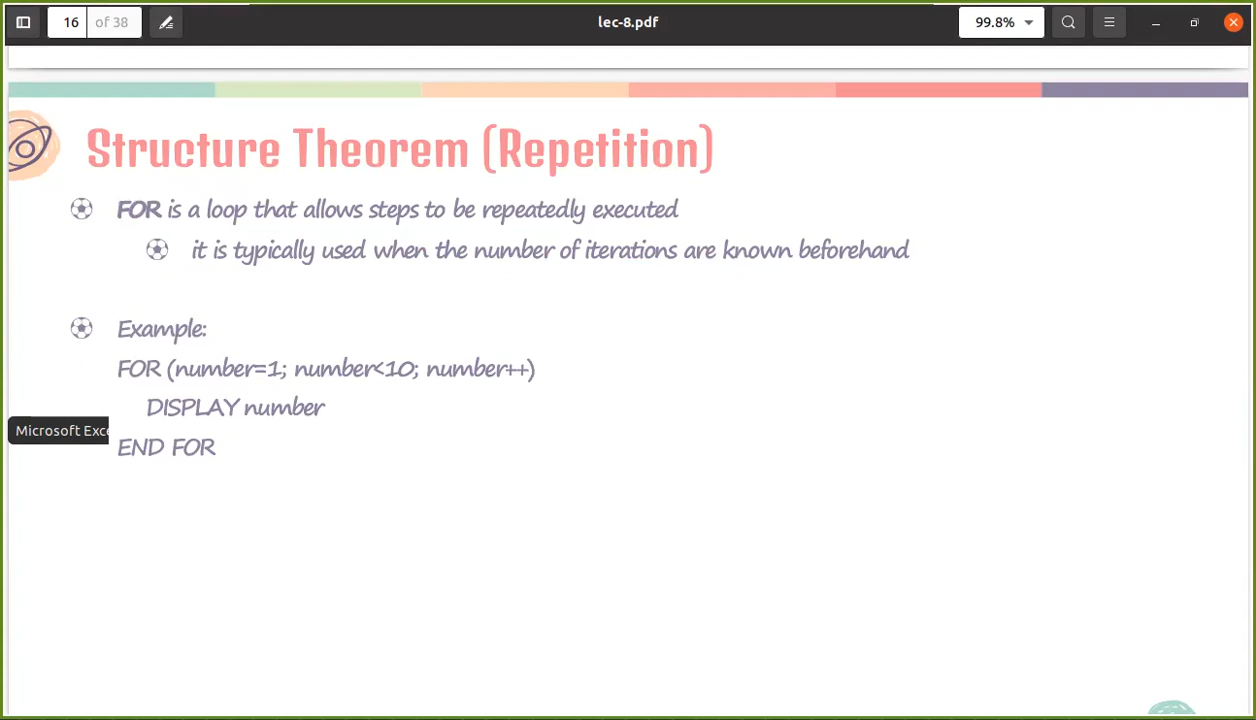 16 of 38
lec-8.pdf
99.8%
Structure Theorem (Repetition)
FOR is a loop that allows steps to be repeatedly executed
it is typically used when the number of iterations are known beforehand
Example:
FOR (number=1; number<10; number++)
DISPLAY number
Microsoft Exce
END FOR